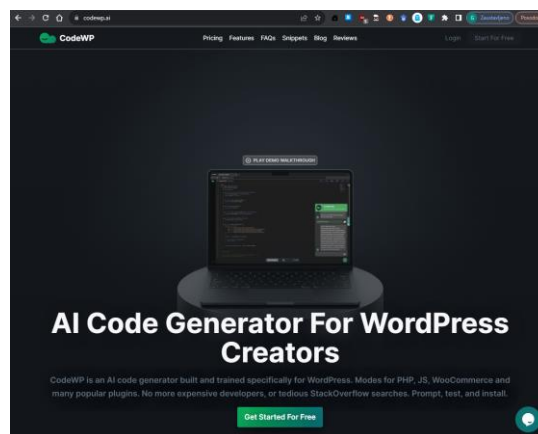 codewp.ai
CodeWP
Pricing Features FAQs Snippets Blog Reviews
Login Start For Free
PLAY DEMO WALKTHROUGH
AI Code Generator For WordPress
Creators
CodeWP is an AI code generator built and trained specifically for WordPress. Modes for PHP, JS, WooCommerce and
many popular plugins. No more expensive developers, or tedious StackOverflow searches. Prompt, test, and install.
Get Started For Free